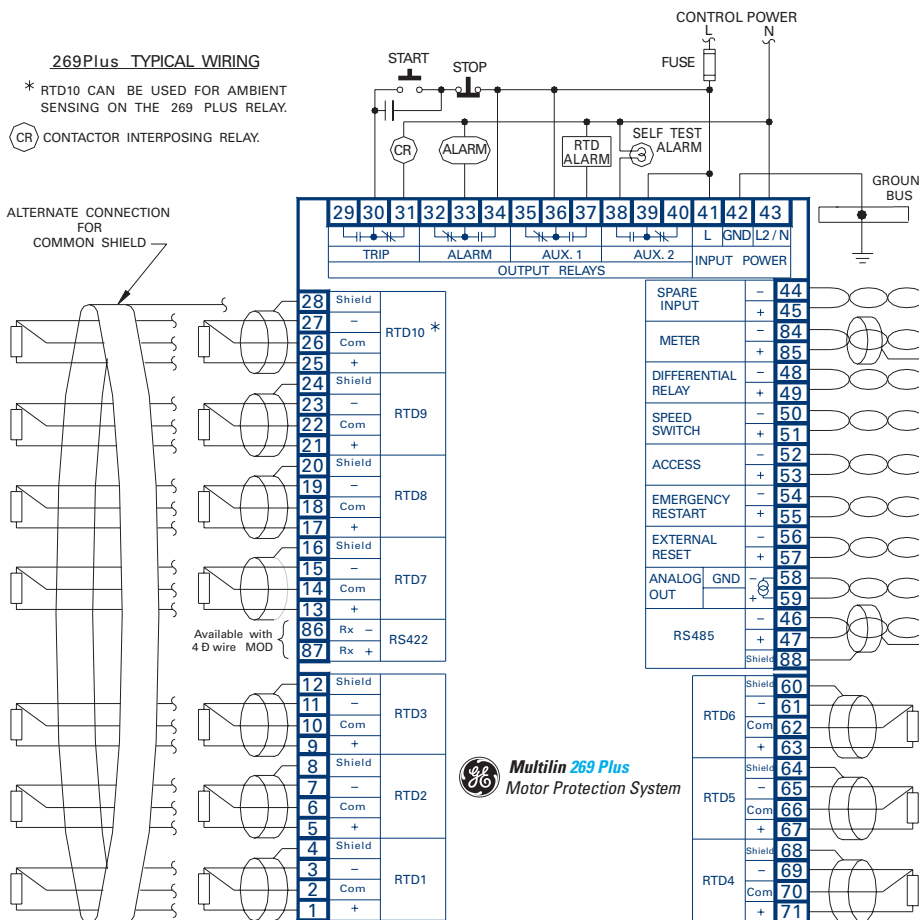 CONTROL POWER
L N
269Plus TYPICAL WIRING
* RTD10 CAN BE USED FOR AMBIENT
SENSING ON THE 269 PLUS RELAY.
CR CONTACTOR INTERPOSING RELAY.
START
STOP
FUSE
CR
ALARM
RTD
ALARM
SELF TEST
ALARM
GROUN
BUS
ALTERNATE CONNECTION
FOR
COMMON SHIELD
29 30 31 32 33 34 35 36 37 38 39 40 41 42 43
L GND L2/N
TRIP ALARM AUX. 1 AUX. 2 INPUT POWER
OUTPUT RELAYS
28 Shield
27 −
26 Com
25 +
RTD10 *
24 Shield
23 −
22 Com
21 +
RTD9
20 Shield
19 −
18 Com
17 +
RTD8
16 Shield
15 −
14 Com
13 +
RTD7
Available with
4 Ð wire MOD
86 Rx −
87 Rx +
RS422
12 Shield
11 −
10 Com
9 +
RTD3
8 Shield
7 −
6 Com
5 +
RTD2
4 Shield
3 −
2 Com
1 +
RTD1
SPARE
INPUT
− 44
+ 45
METER
− 84
+ 85
DIFFERENTIAL
RELAY
− 48
+ 49
SPEED
SWITCH
− 50
+ 51
ACCESS
− 52
+ 53
EMERGENCY
RESTART
− 54
+ 55
EXTERNAL
RESET
− 56
+ 57
ANALOG GND
OUT
− 58
+ 59
RS485
− 46
+ 47
Shield 88
RTD6
Shield 60
− 61
Com 62
+ 63
RTD5
Shield 64
− 65
Com 66
+ 67
RTD4
Shield 68
− 69
Com 70
+ 71
GE
Multilin 269 Plus
Motor Protection System